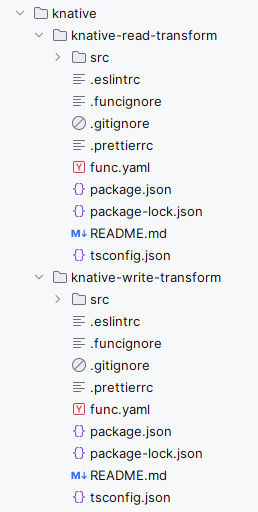 knative
knative-read-transform
src
.eslintrc
.funcignore
.gitignore
.prettierrc
Y func.yaml
{} package.json
{} package-lock.json
M↓ README.md
{} tsconfig.json
knative-write-transform
src
.eslintrc
.funcignore
.gitignore
.prettierrc
Y func.yaml
{} package.json
{} package-lock.json
M↓ README.md
{} tsconfig.json